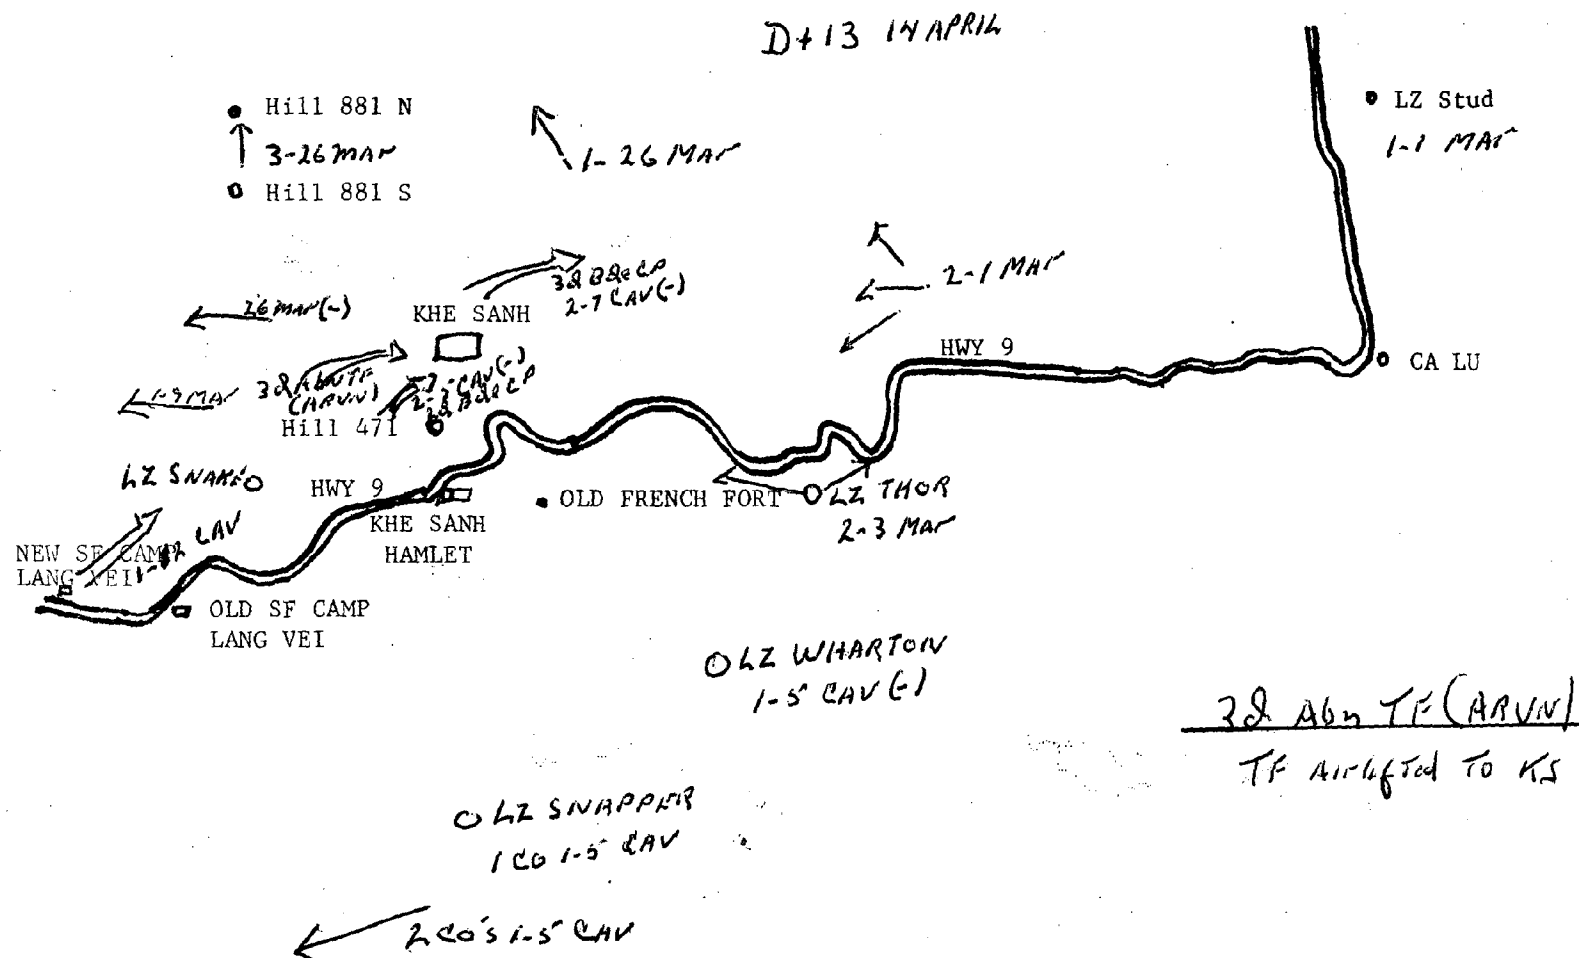 D+13 14 APRIL
Hill 881 N
3-26 MAR
Hill 881 S
1-26 MAR
LZ Stud
1-1 MAR
2-1 MAR
3d Bde CP
2-7 CAV(-)
26 MAR(-)
KHE SANH
HWY 9
CA LU
3d Abn TF
(ARVN)
1-9 MAR
2-7 CAV(-)
Bde CP
Hill 471
LZ SNAKE
HWY 9
KHE SANH
HAMLET
OLD FRENCH FORT
LZ THOR
2-3 MAR
1-12 CAV
NEW SF CAMP
LANG VEI
OLD SF CAMP
LANG VEI
LZ WHARTON
1-5 CAV (-)
3d Abn TF (ARVN)
TF Airlifted To KS
LZ SNAPPER
1 CO 1-5 CAV
2 CO'S 1-5 CAV